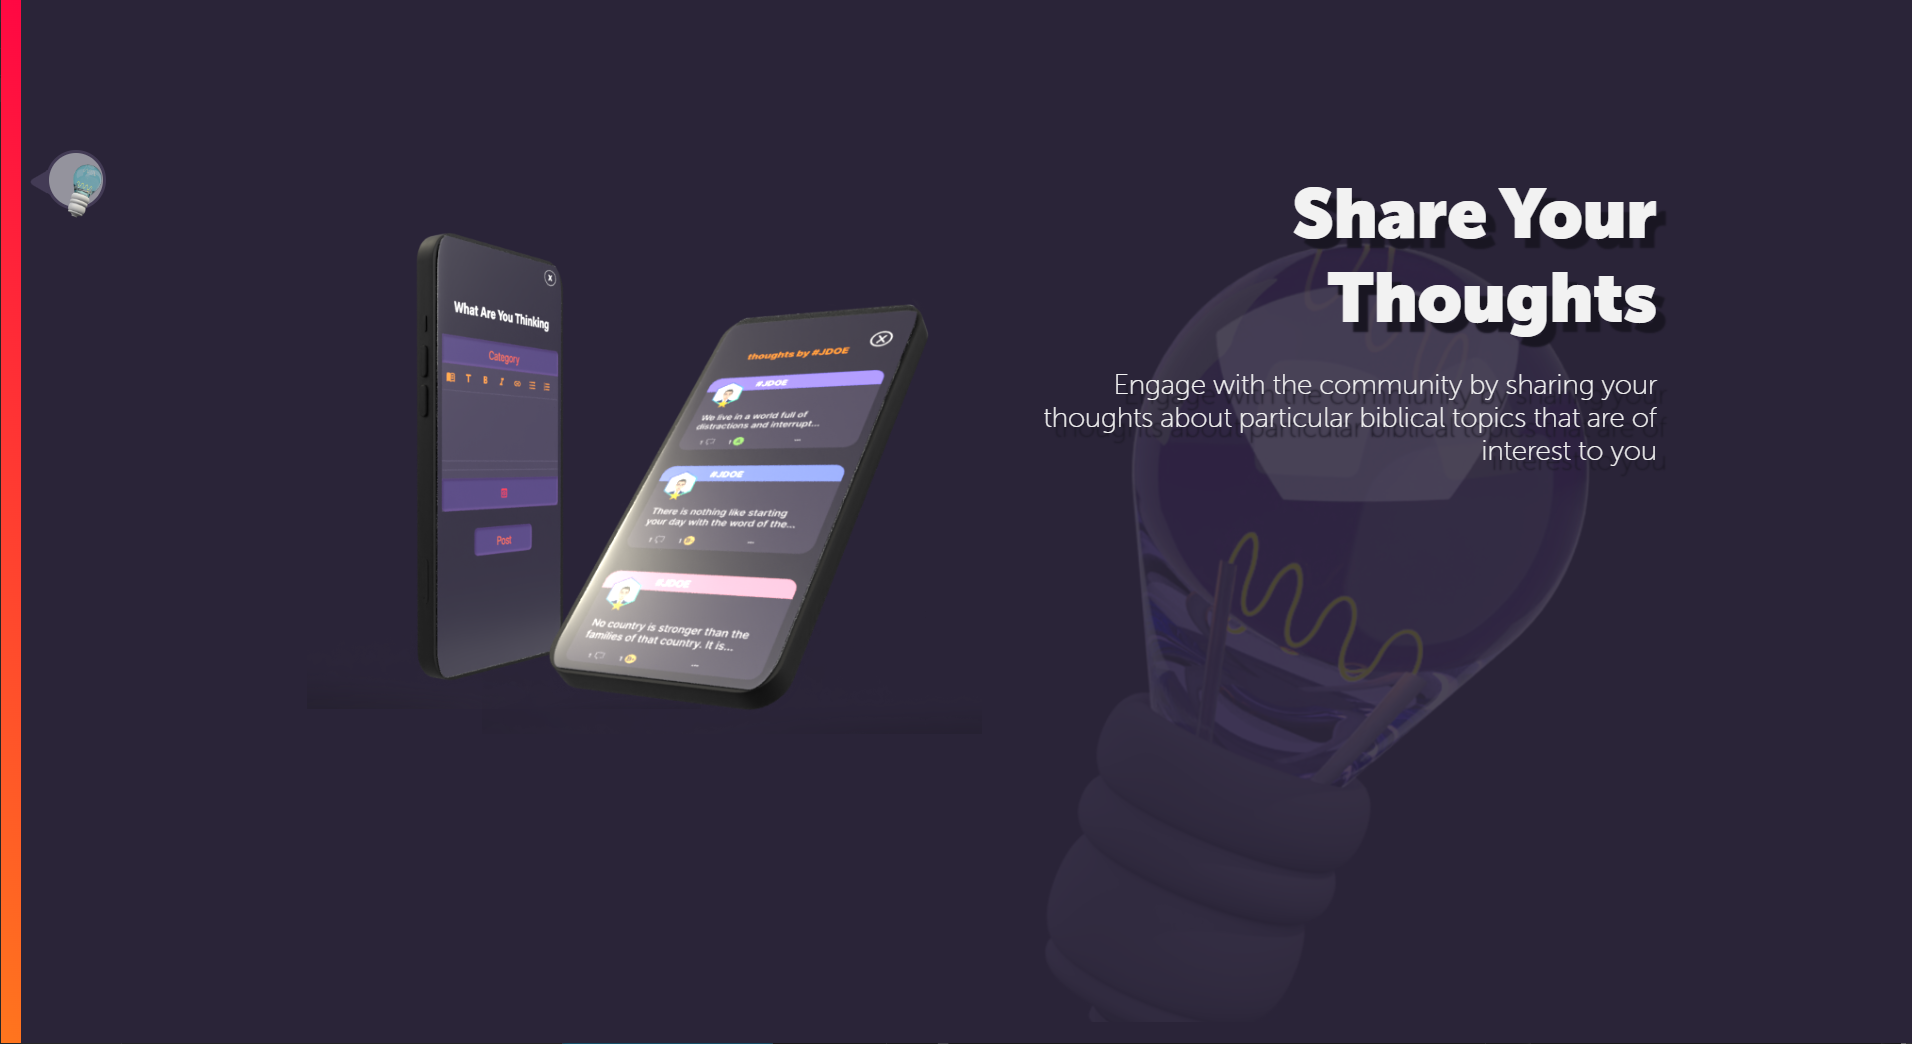 Share Your
Thoughts
Engage with the community by sharing your
thoughts about particular biblical topics that are of
interest to you
X
What Are You Thinking
Category
T B I
Post
X
thoughts by #JDOE
#JDOE
We live in a world full of
distractions and interrupt...
#JDOE
There is nothing like starting
your day with the word of the...
#JDOE
No country is stronger than the
families of that country. It is...